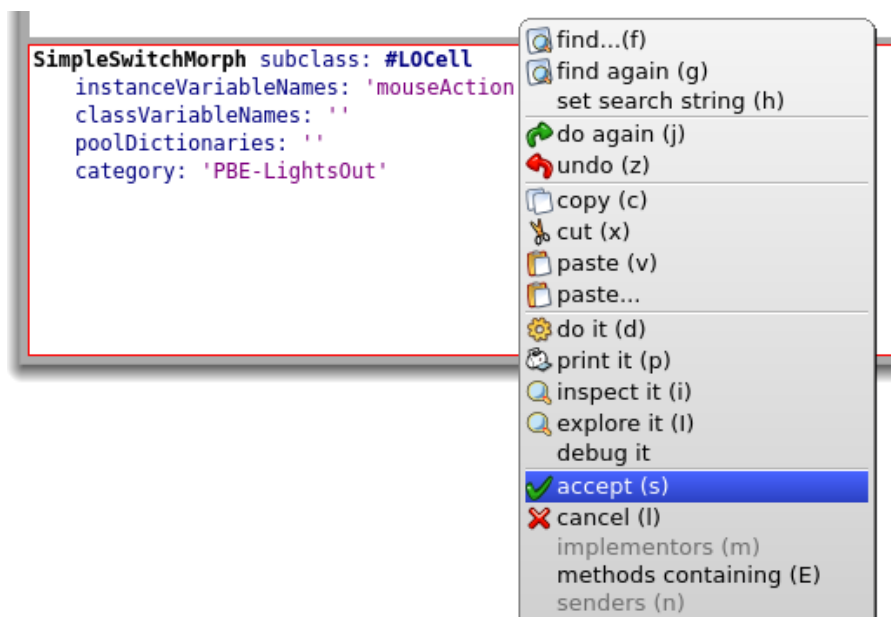 SimpleSwitchMorph subclass: #LOCell
instanceVariableNames: 'mouseAction
classVariableNames: ''
poolDictionaries: ''
category: 'PBE-LightsOut'
find...(f)
find again (g)
set search string (h)
do again (j)
undo (z)
copy (c)
cut (x)
paste (v)
paste...
do it (d)
print it (p)
inspect it (i)
explore it (I)
debug it
accept (s)
cancel (l)
implementors (m)
methods containing (E)
senders (n)